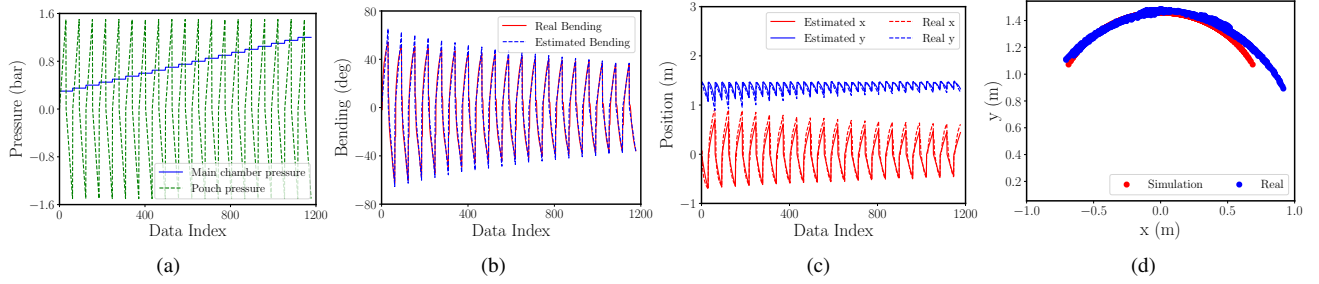 1.6
0.8
0.0
−0.8
−1.6
Pressure (bar)
Main chamber pressure
Pouch pressure
0
400
800
1200
Data Index
(a)
80
40
0
−40
−80
Bending (deg)
Real Bending
Estimated Bending
0
400
800
1200
Data Index
(b)
3
2
1
0
−1
Position (m)
Estimated x
Real x
Estimated y
Real y
0
400
800
1200
Data Index
(c)
1.4
1.2
1.0
0.8
0.6
0.4
0.2
y (m)
Simulation
Real
−1.0
−0.5
0.0
0.5
1.0
x (m)
(d)